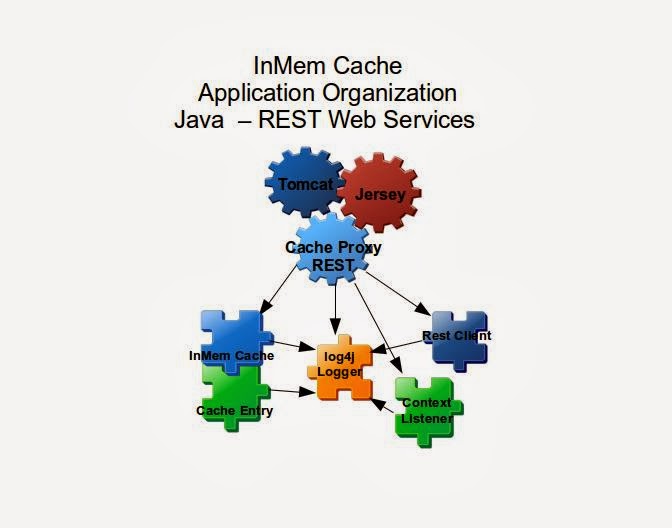 InMem Cache
Application Organization
Java – REST Web Services
Tomcat
Jersey
Cache Proxy
REST
InMem Cache
log4j
Logger
Rest Client
Cache Entry
Context
Listener